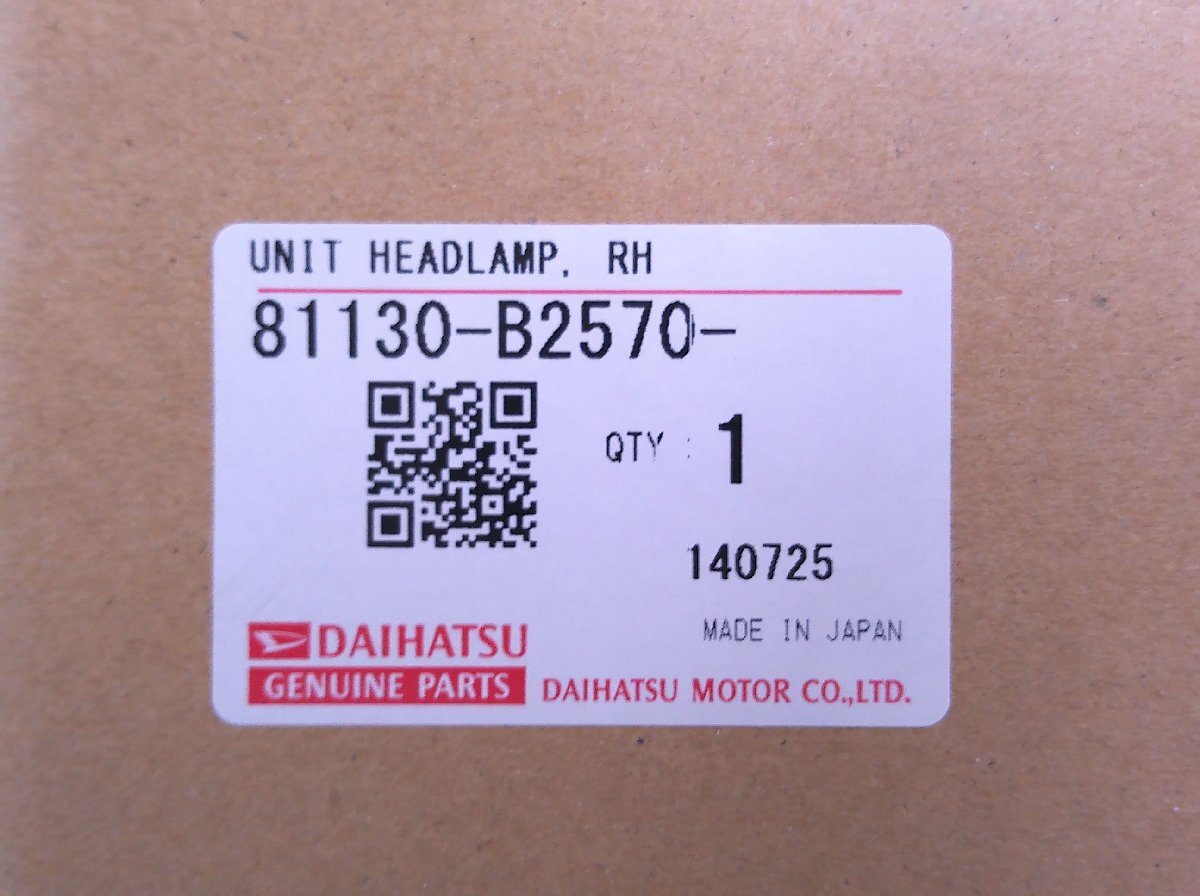 UNIT HEADLAMP, RH
81130-B2570-
QTY : 1
140725
MADE IN JAPAN
DAIHATSU
GENUINE PARTS
DAIHATSU MOTOR CO.,LTD.